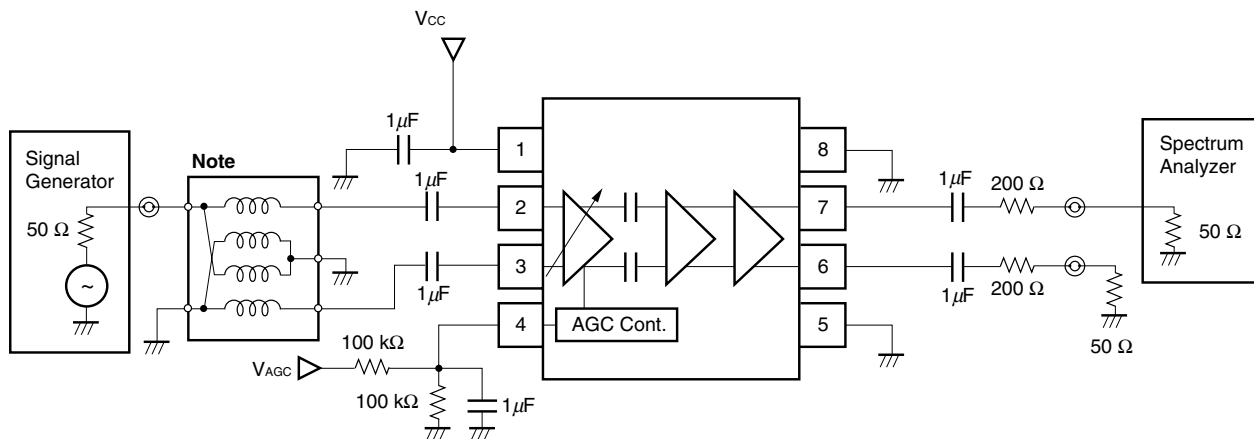 VCC
1μF
Note
Signal
Generator
50 Ω
~
1μF
1μF
1
2
3
4
AGC Cont.
8
7
6
5
1μF
200 Ω
1μF
200 Ω
Spectrum
Analyzer
50 Ω
50 Ω
VAGC
100 kΩ
100 kΩ
1μF